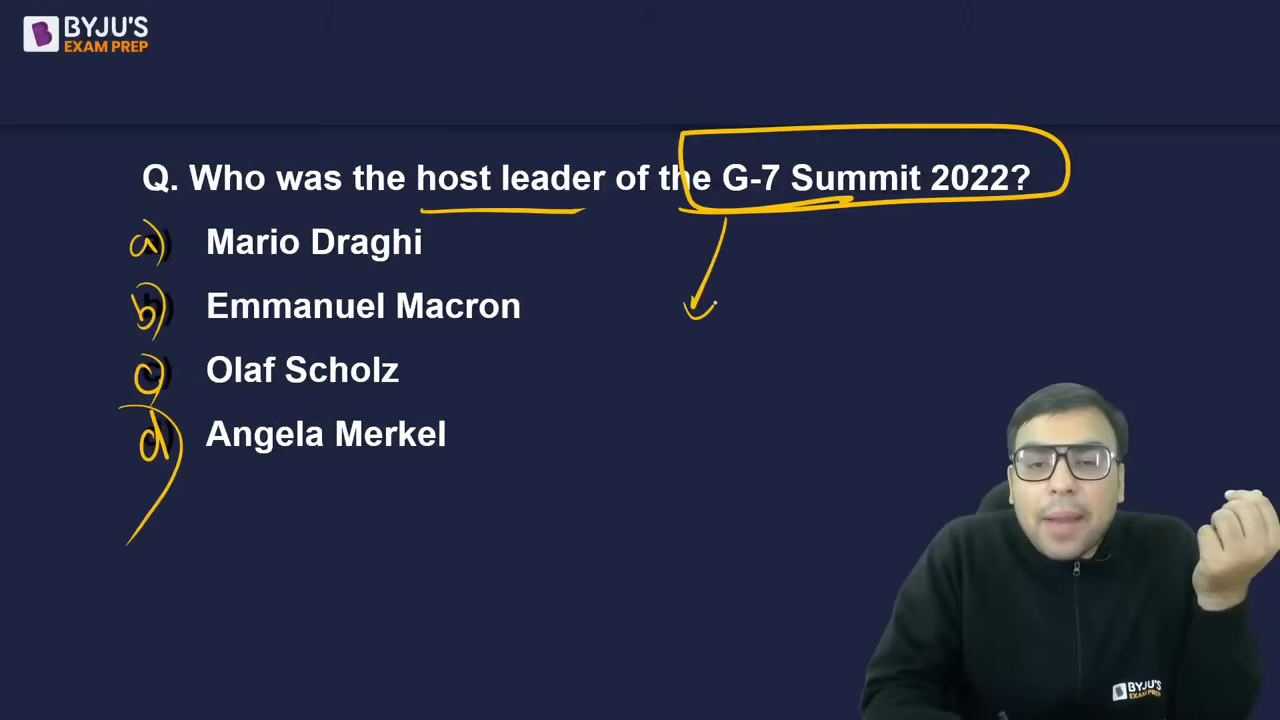 BYJU'S
EXAM PREP
Q. Who was the host leader of the G-7 Summit 2022?
a) Mario Draghi
b) Emmanuel Macron
c) Olaf Scholz
d) Angela Merkel
BYJU'S
EXAM PREP